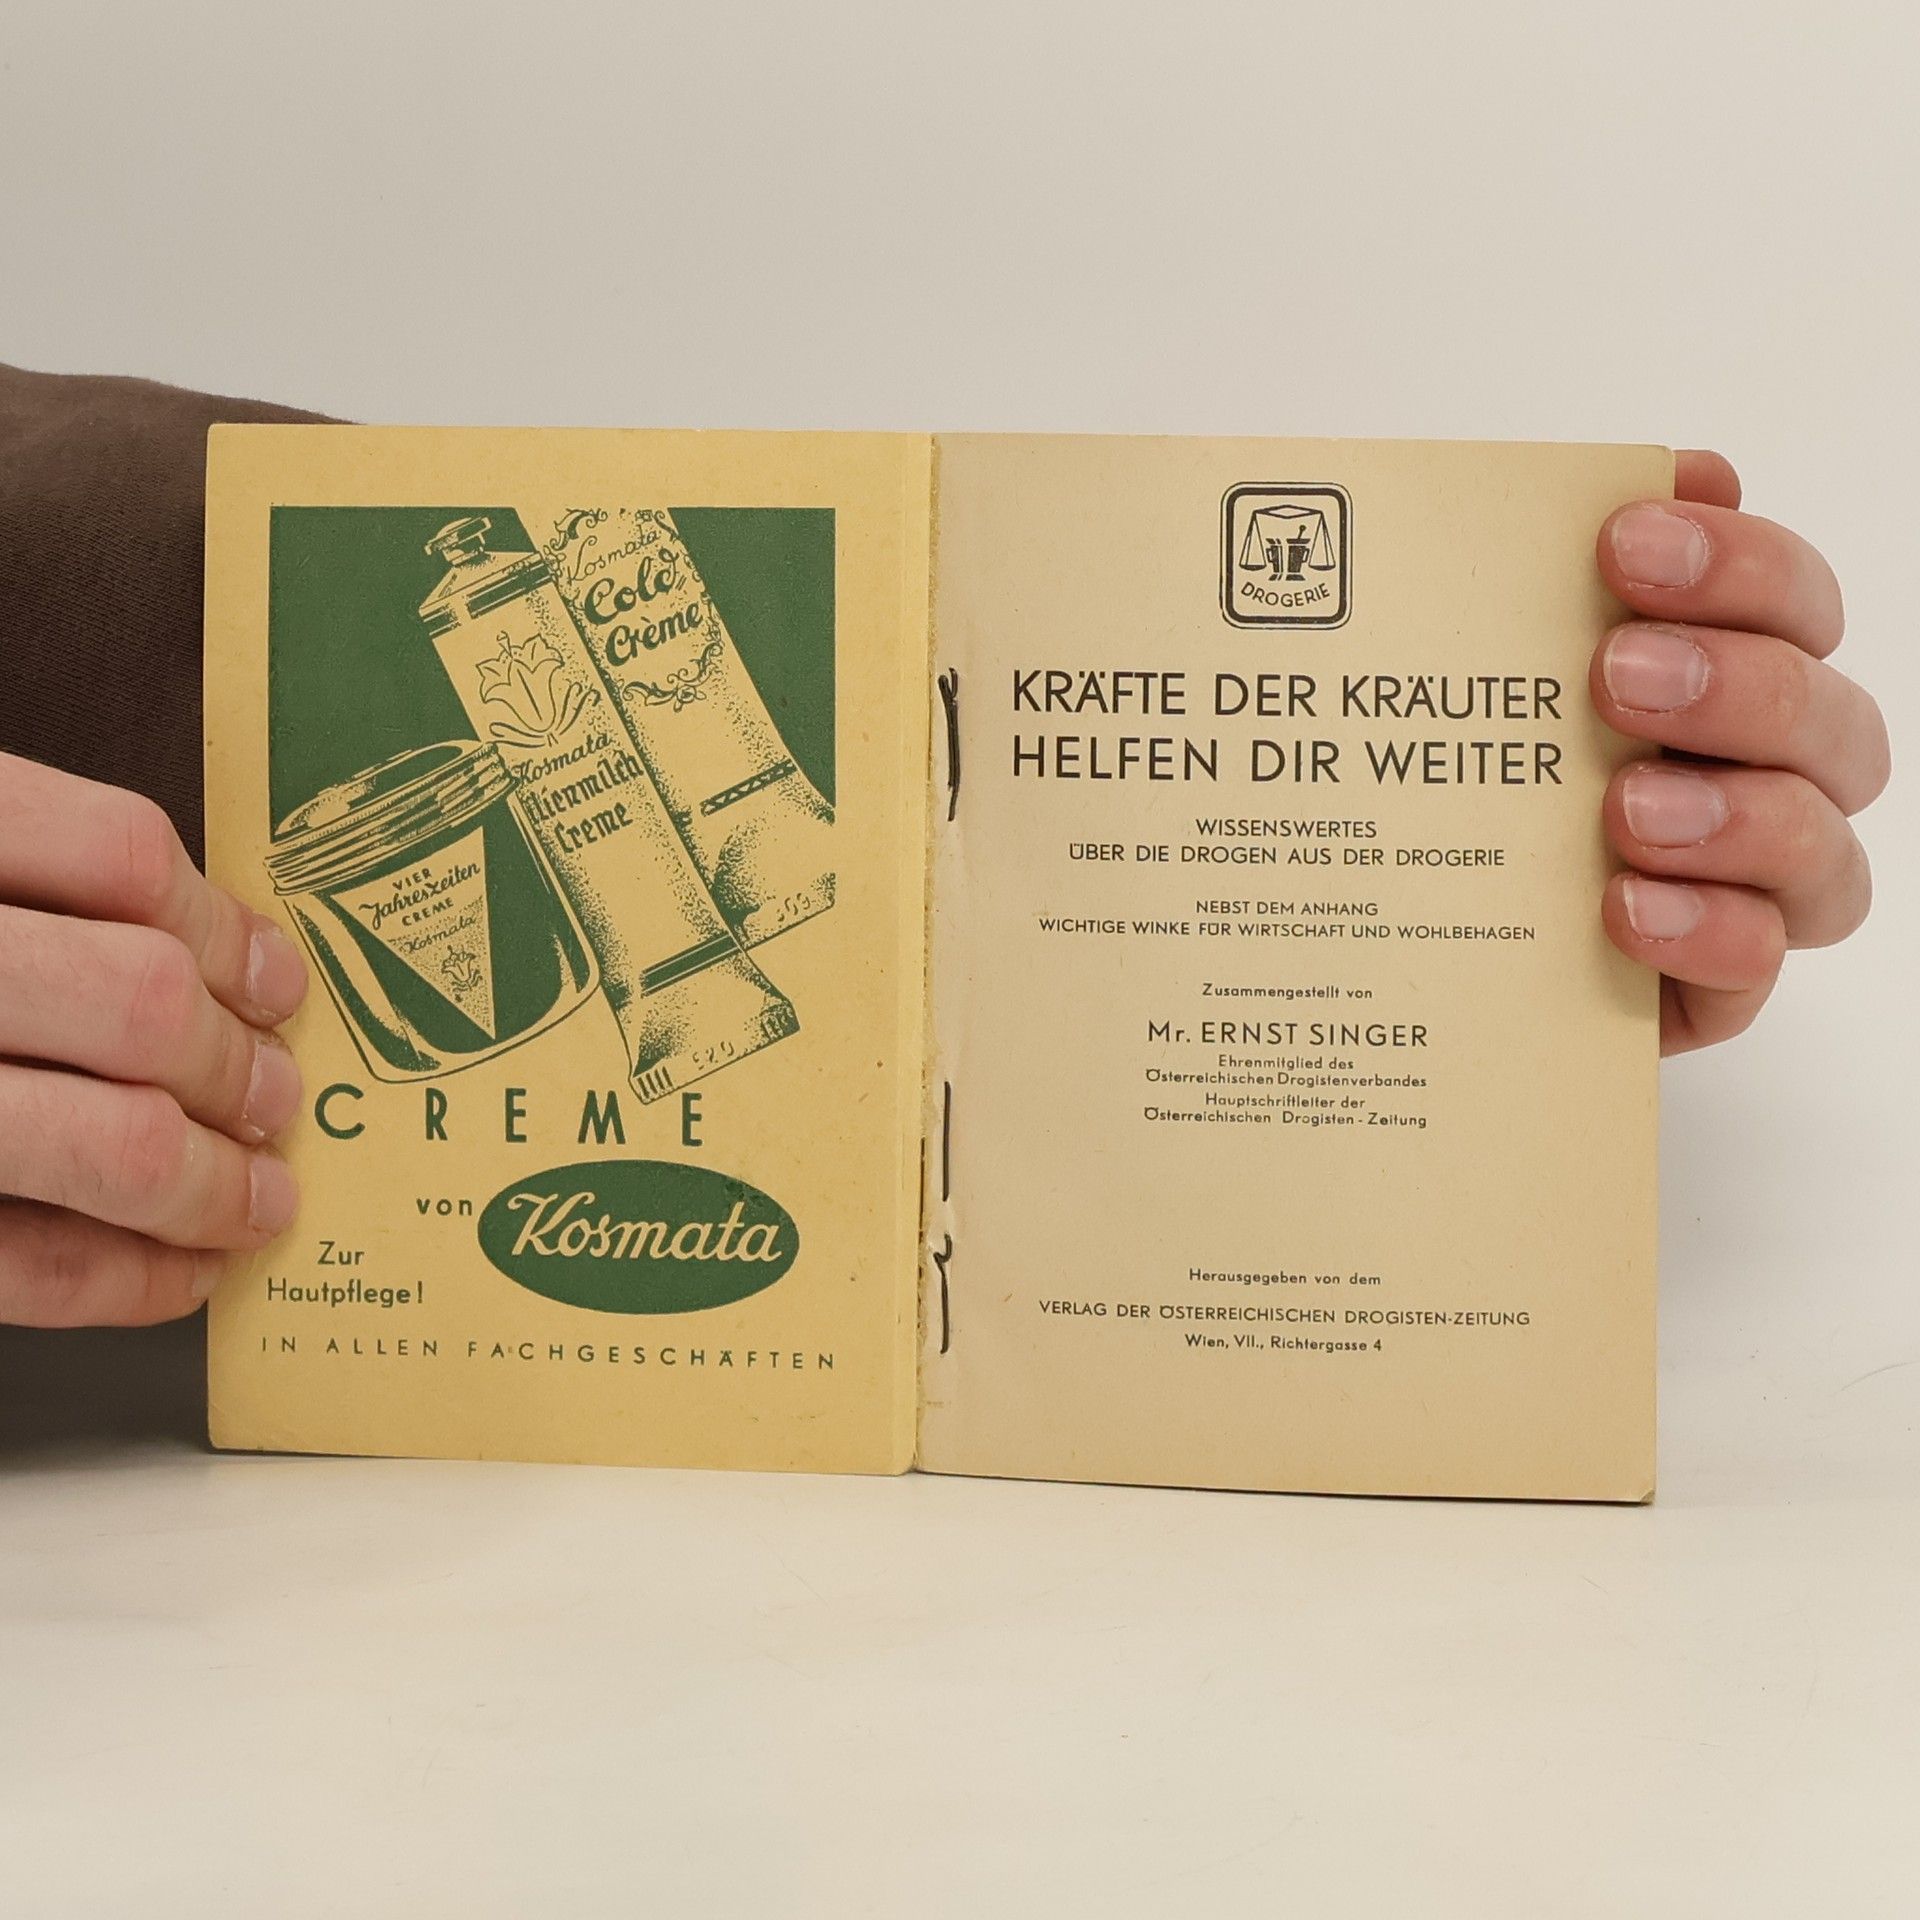 Kosmata
Cold
Crème
Kosmata
Lilienmilch
Creme
VIER
Jahreszeiten
CREME
Kosmata
50g
CREME
von Kosmata
Zur
Hautpflege!
IN ALLEN FACHGESCHÄFTEN
DROGERIE
KRÄFTE DER KRÄUTER
HELFEN DIR WEITER
WISSENSWERTES
ÜBER DIE DROGEN AUS DER DROGERIE
NEBST DEM ANHANG
WICHTIGE WINKE FÜR WIRTSCHAFT UND WOHLBEHAGEN
Zusammengestellt von
Mr. ERNST SINGER
Ehrenmitglied des
Österreichischen Drogistenverbandes
Hauptschriftleiter der
Österreichischen Drogisten-Zeitung
Herausgegeben von dem
VERLAG DER ÖSTERREICHISCHEN DROGISTEN-ZEITUNG
Wien, VII., Richtergasse 4